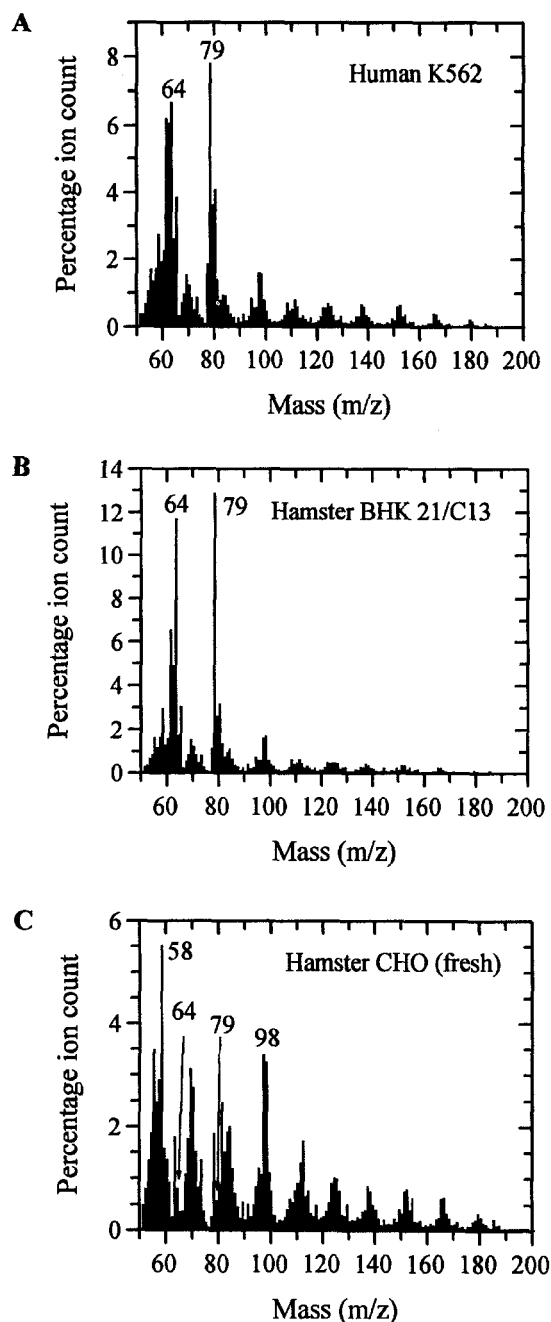 A
Percentage ion count
8
6
4
2
0
64
79
Human K562
60 80 100 120 140 160 180 200
Mass (m/z)
B
Percentage ion count
14
12
10
8
6
4
2
0
64
79
Hamster BHK 21/C13
60 80 100 120 140 160 180 200
Mass (m/z)
C
Percentage ion count
6
4
2
0
58
64
79
98
Hamster CHO (fresh)
60 80 100 120 140 160 180 200
Mass (m/z)